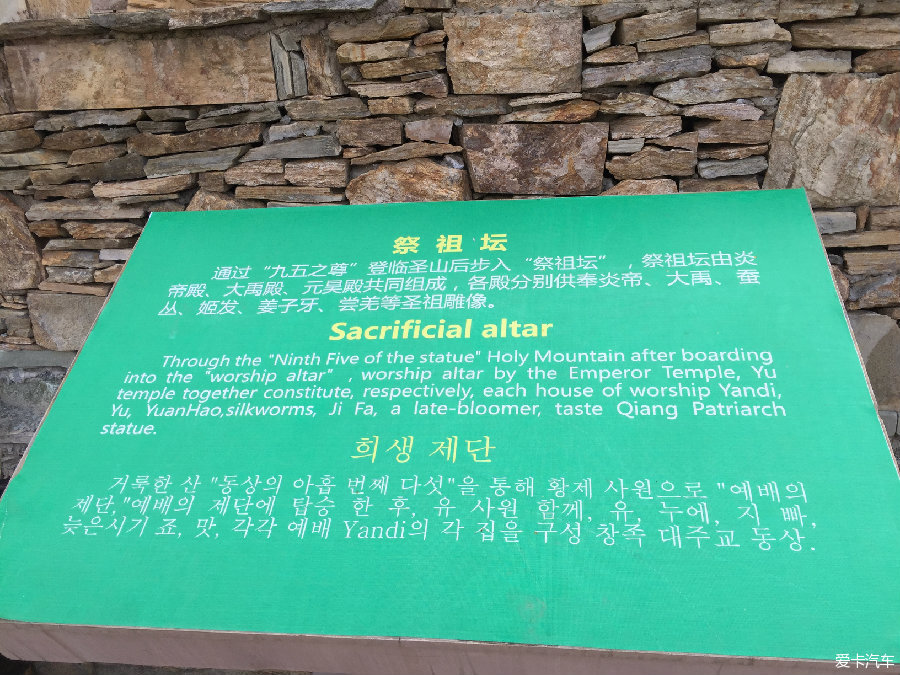 祭 祖 坛
通过“九五之尊”登临圣山后步入“祭祖坛”，祭祖坛由炎
帝殿、大禹殿、元昊殿共同组成，各殿分别供奉炎帝、大禹、蚕
丛、姬发、姜子牙、尝羌等圣祖雕像。
Sacrificial altar
Through the "Ninth Five of the statue" Holy Mountain after boarding
into the "worship altar" , worship altar by the Emperor Temple, Yu
temple together constitute, respectively, each house of worship Yandi,
Yu, YuanHao,silkworms, Ji Fa, a late-bloomer, taste Qiang Patriarch
statue.
희생 제단
거룩한 산 "동상의 아홉 번째 다섯"을 통해 황제 사원으로 "예배의
제단,"예배의 제단에 탑승 한 후, 유 사원 함께, 유, 누에, 지 빠,
늦은시기 죠, 맛, 각각 예배 Yandi의 각 집을 구성 창족 대주교 동상.
爱卡汽车